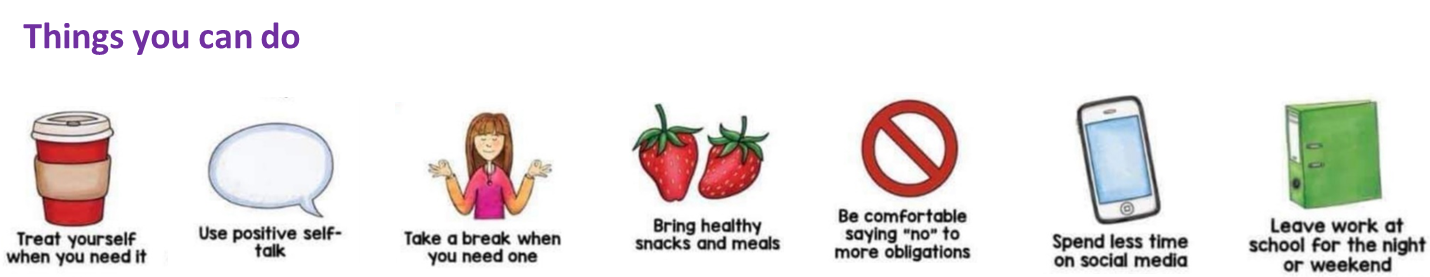 Things you can do
Treat yourself
when you need it
Use positive self-
talk
Take a break when
you need one
Bring healthy
snacks and meals
Be comfortable
saying "no" to
more obligations
Spend less time
on social media
Leave work at
school for the night
or weekend